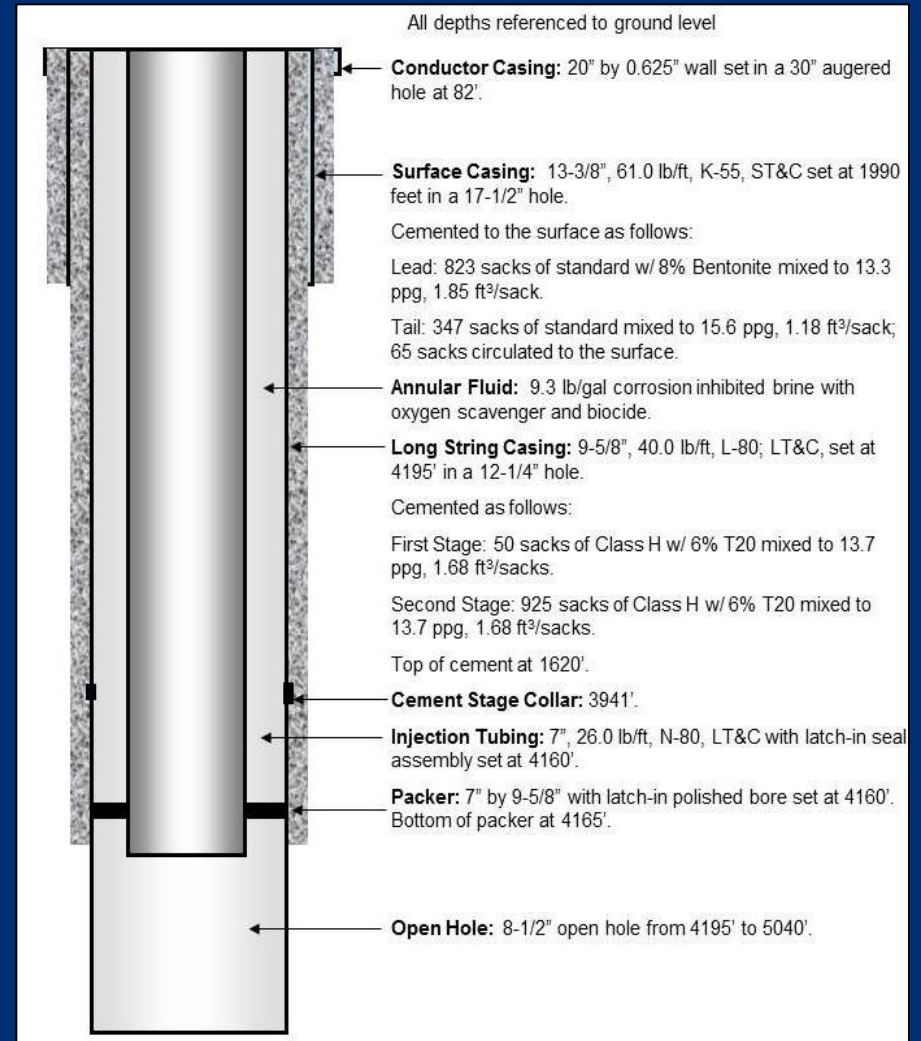 All depths referenced to ground level
Conductor Casing: 20” by 0.625” wall set in a 30” augered
hole at 82’.
Surface Casing: 13-3/8”, 61.0 lb/ft, K-55, ST&C set at 1990
feet in a 17-1/2” hole.
Cemented to the surface as follows:
Lead: 823 sacks of standard w/ 8% Bentonite mixed to 13.3
ppg, 1.85 ft³/sack.
Tail: 347 sacks of standard mixed to 15.6 ppg, 1.18 ft³/sack;
65 sacks circulated to the surface.
Annular Fluid: 9.3 lb/gal corrosion inhibited brine with
oxygen scavenger and biocide.
Long String Casing: 9-5/8”, 40.0 lb/ft, L-80; LT&C, set at
4195’ in a 12-1/4” hole.
Cemented as follows:
First Stage: 50 sacks of Class H w/ 6% T20 mixed to 13.7
ppg, 1.68 ft³/sacks.
Second Stage: 925 sacks of Class H w/ 6% T20 mixed to
13.7 ppg, 1.68 ft³/sacks.
Top of cement at 1620’.
Cement Stage Collar: 3941’.
Injection Tubing: 7”, 26.0 lb/ft, N-80, LT&C with latch-in seal
assembly set at 4160’.
Packer: 7” by 9-5/8” with latch-in polished bore set at 4160’.
Bottom of packer at 4165’.
Open Hole: 8-1/2” open hole from 4195’ to 5040’.